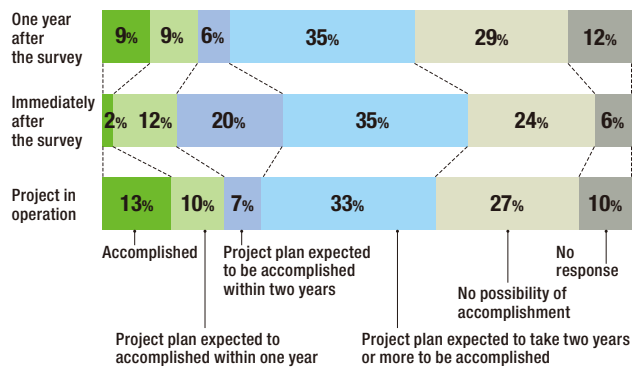 One year
after
the survey
9% 9% 6% 35% 29% 12%
Immediately
after
the survey
2% 12% 20% 35% 24% 6%
Project in
operation
13% 10% 7% 33% 27% 10%
Accomplished
Project plan expected
to be accomplished
within two years
No
response
No possibility of
accomplishment
Project plan expected to
accomplished within one year
Project plan expected to take two years
or more to be accomplished